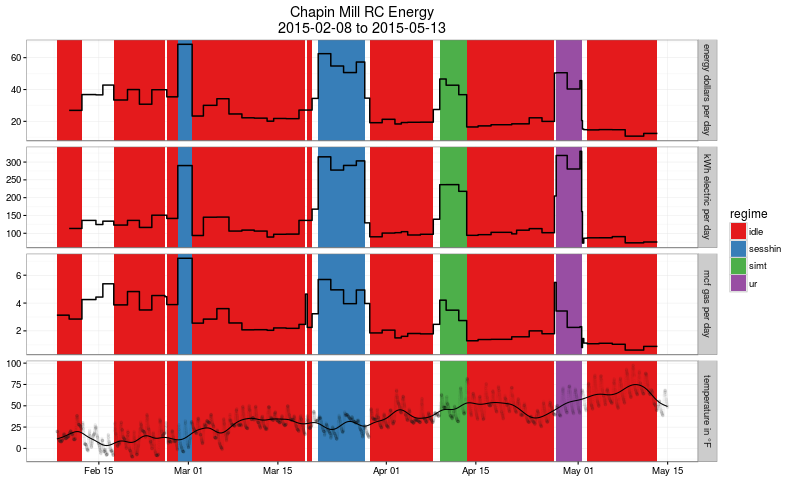 Chapin Mill RC Energy
2015-02-08 to 2015-05-13
60
40
20
energy dollars per day
300
250
200
150
100
kWh electric per day
6
4
2
mcf gas per day
100
75
50
25
0
temperature in °F
Feb 15
Mar 01
Mar 15
Apr 01
Apr 15
May 01
May 15
regime
idle
sesshin
simt
ur